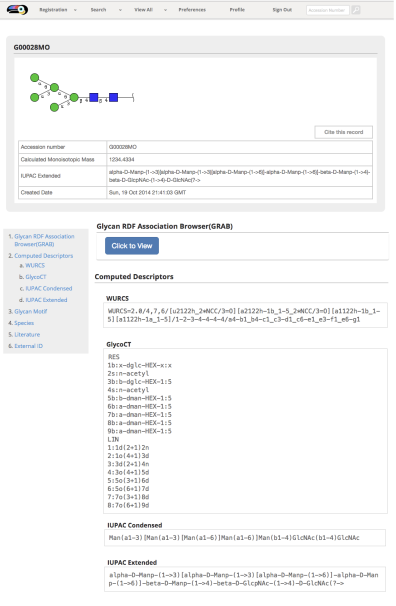 Registration Search View All Preferences Profile Sign Out Accession Number
G00028MO
Cite this record
Accession number G00028MO
Calculated Monoisotopic Mass 1234.4334
IUPAC Extended alpha-D-Manp-(1->3)[alpha-D-Manp-(1->3)[alpha-D-Manp-(1->6)]-alpha-D-Manp-(1->6)]-beta-D-Manp-(1->4)-
beta-D-GlcpNAc-(1->4)-D-GlcNAc(?->
Created Date Sun, 19 Oct 2014 21:41:03 GMT
1. Glycan RDF Association
Browser(GRAB)
2. Computed Descriptors
a. WURCS
b. GlycoCT
c. IUPAC Condensed
d. IUPAC Extended
3. Glycan Motif
4. Species
5. Literature
6. External ID
Glycan RDF Association Browser(GRAB)
Click to View
Computed Descriptors
WURCS
WURCS=2.0/4,7,6/[u2122h_2*NCC/3=O][a2122h-1b_1-5_2*NCC/3=O][a1122h-1b_1-
5][a1122h-1a_1-5]/1-2-3-4-4-4-4/a4-b1_b4-c1_c3-d1_c6-e1_e3-f1_e6-g1
GlycoCT
RES
1b:x-dglc-HEX-x:x
2s:n-acetyl
3b:b-dglc-HEX-1:5
4s:n-acetyl
5b:b-dman-HEX-1:5
6b:a-dman-HEX-1:5
7b:a-dman-HEX-1:5
8b:a-dman-HEX-1:5
9b:a-dman-HEX-1:5
LIN
1:1d(2+1)2n
2:1o(4+1)3d
3:3d(2+1)4n
4:3o(4+1)5d
5:5o(3+1)6d
6:5o(6+1)7d
7:7o(3+1)8d
8:7o(6+1)9d
IUPAC Condensed
Man(a1-3)[Man(a1-3)[Man(a1-6)]Man(a1-6)]Man(b1-4)GlcNAc(b1-4)GlcNAc
IUPAC Extended
alpha-D-Manp-(1->3)[alpha-D-Manp-(1->3)[alpha-D-Manp-(1->6)]-alpha-D-Man
p-(1->6)]-beta-D-Manp-(1->4)-beta-D-GlcpNAc-(1->4)-D-GlcNAc(?->